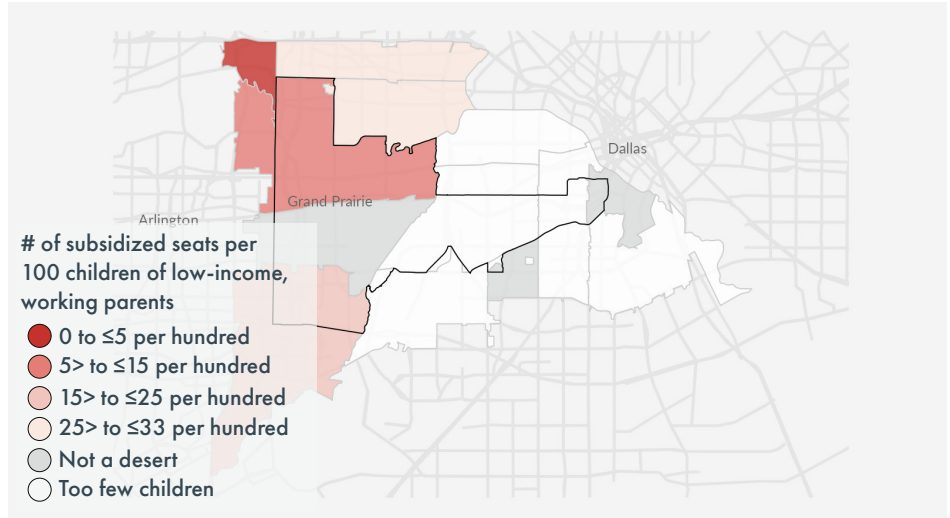 Dallas
Grand Prairie
Arlington
# of subsidized seats per
100 children of low-income,
working parents
0 to ≤5 per hundred
5> to ≤15 per hundred
15> to ≤25 per hundred
25> to ≤33 per hundred
Not a desert
Too few children